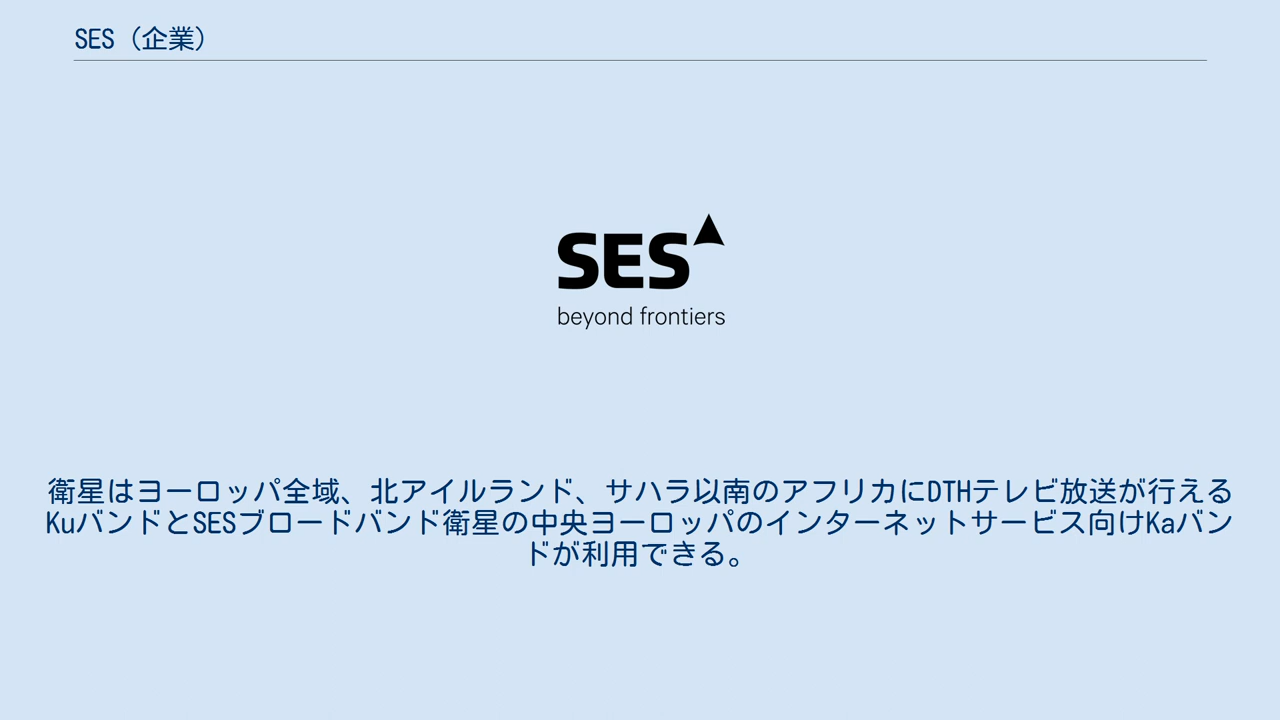 SES（企業）
SES
beyond frontiers
衛星はヨーロッパ全域、北アイルランド、サハラ以南のアフリカにDTHテレビ放送が行える
KuバンドとSESブロードバンド衛星の中央ヨーロッパのインターネットサービス向けKaバン
ドが利用できる。